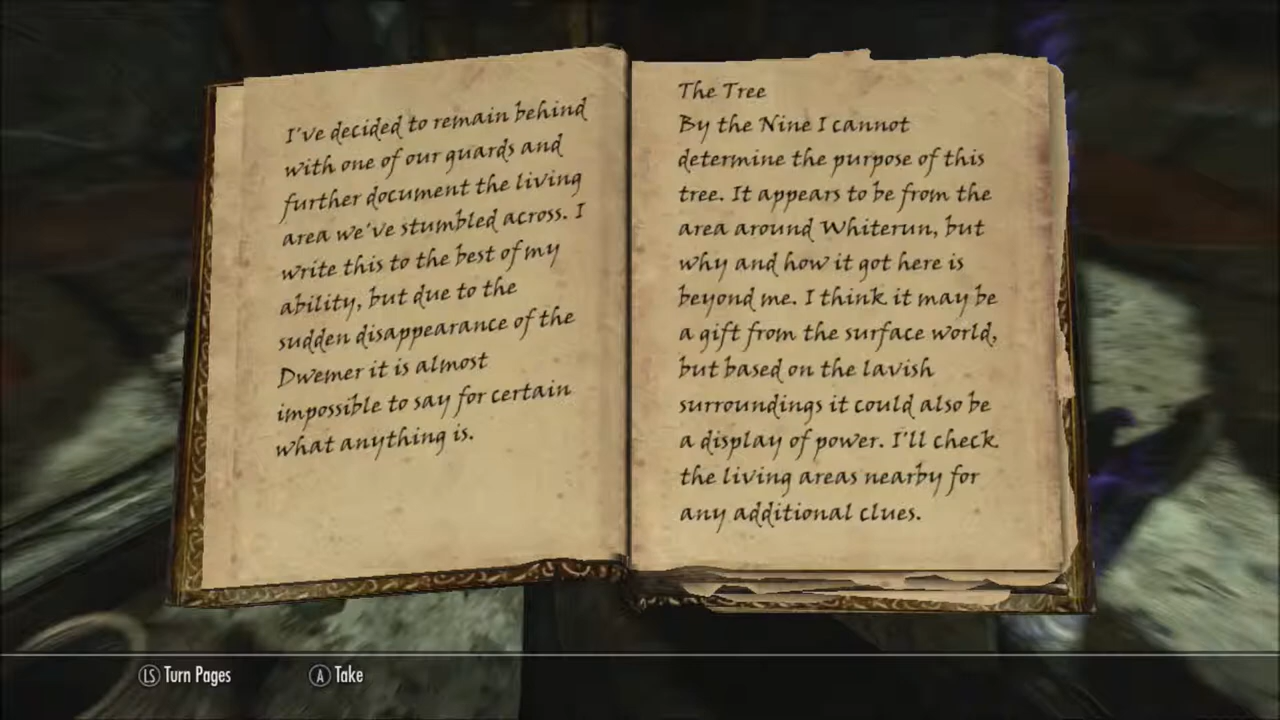 I've decided to remain behind
with one of our guards and
further document the living
area we've stumbled across. I
write this to the best of my
ability, but due to the
sudden disappearance of the
Dwemer it is almost
impossible to say for certain
what anything is.
The Tree
By the Nine I cannot
determine the purpose of this
tree. It appears to be from the
area around Whiterun, but
why and how it got here is
beyond me. I think it may be
a gift from the surface world,
but based on the lavish
surroundings it could also be
a display of power. I'll check
the living areas nearby for
any additional clues.
LS Turn Pages
A Take